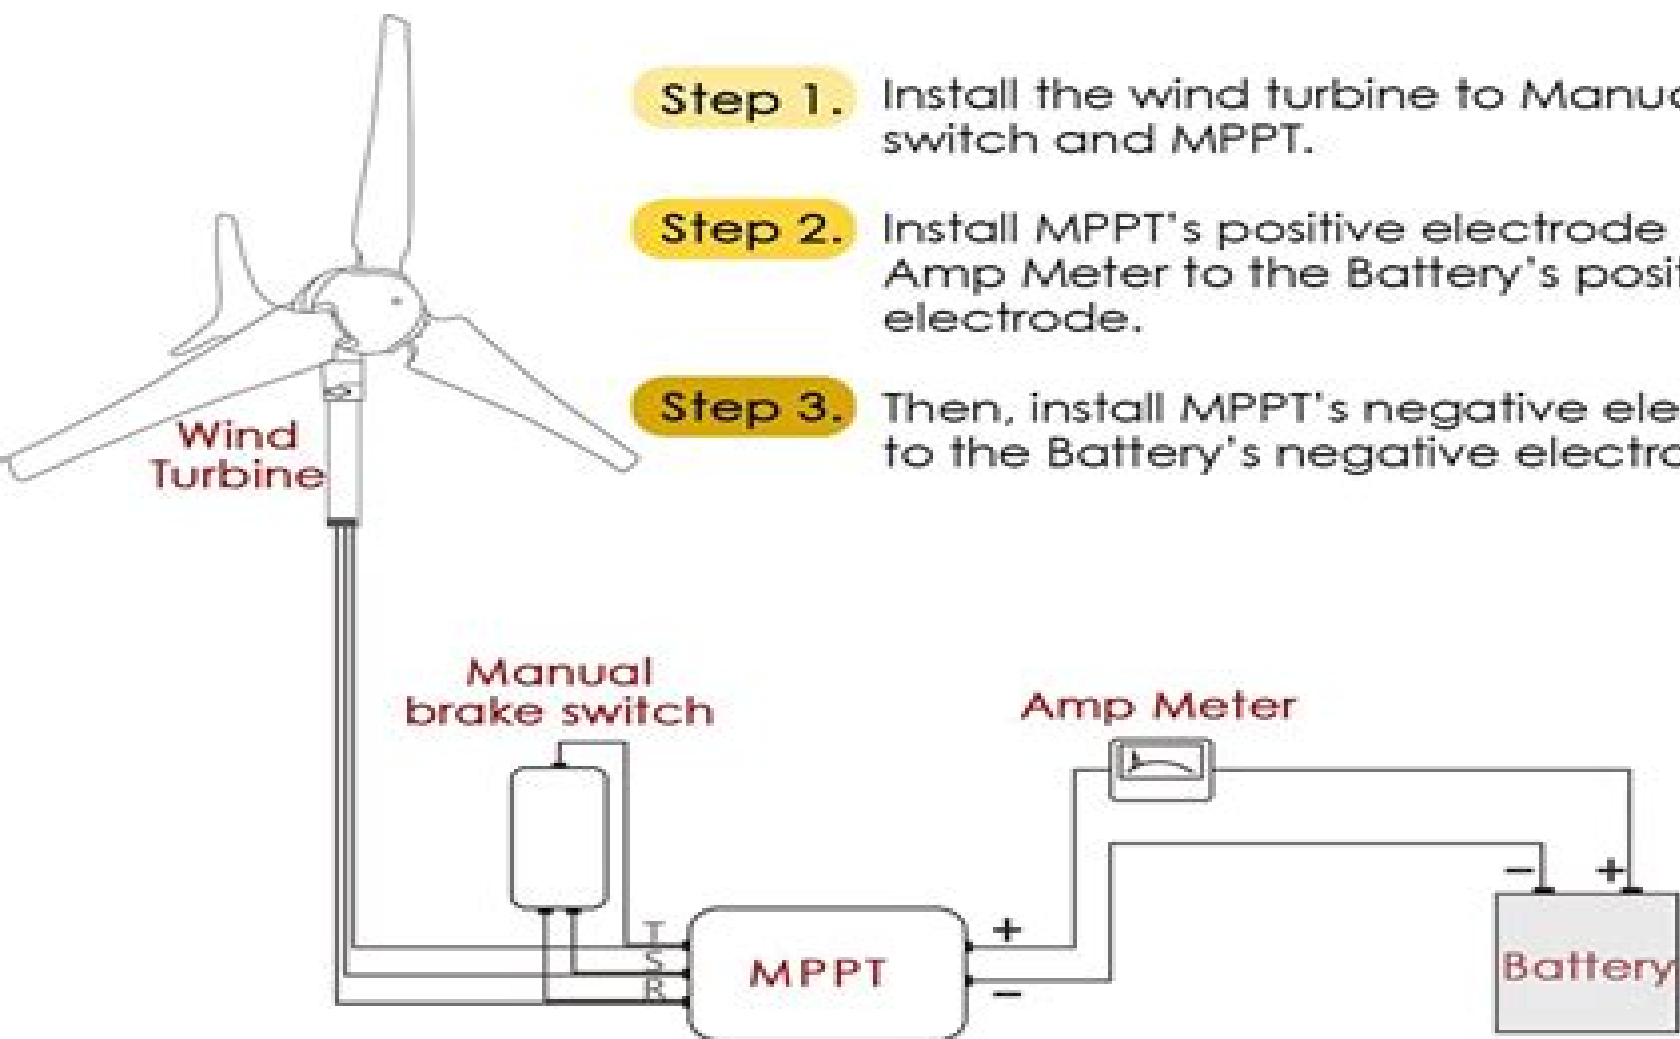 Step 1. Install the wind turbine to Manua
switch and MPPT.
Step 2. Install MPPT's positive electrode
Amp Meter to the Battery's posit
electrode.
Step 3. Then, install MPPT's negative ele
to the Battery's negative electro
Wind
Turbine
Manual
brake switch
Amp Meter
T
S
R
MPPT
+
−
− +
Battery